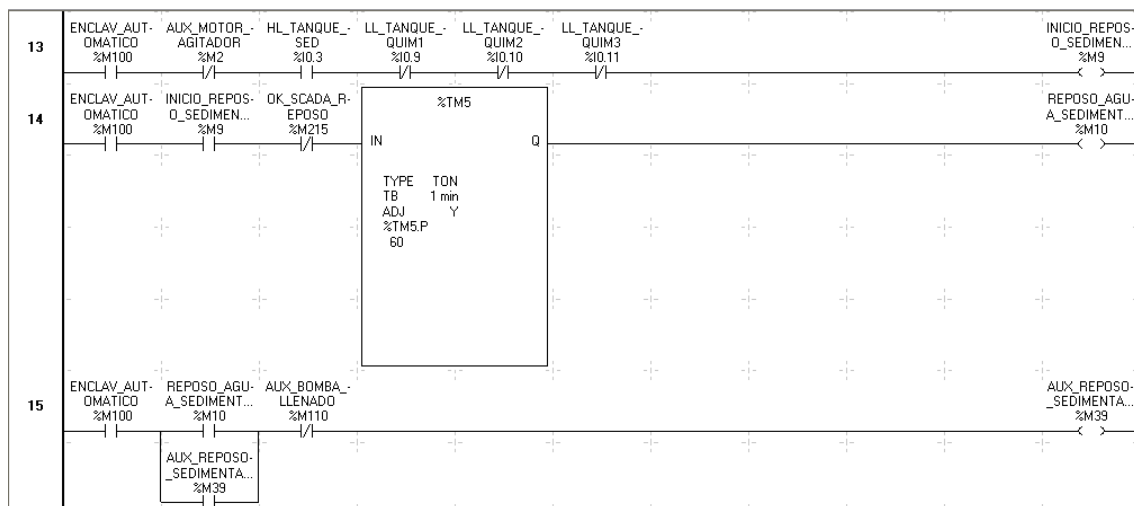 ENCLAV_AUT- AUX_MOTOR_- HL_TANQUE_- LL_TANQUE_- LL_TANQUE_- LL_TANQUE_- INICIO_REPOS-
13 OMATICO AGITADOR SED QUIM1 QUIM2 QUIM3 O_SEDIMEN...
%M100 %M2 %I0.3 %I0.9 %I0.10 %I0.11 %M9
ENCLAV_AUT- INICIO_REPOS- OK_SCADA_R- %TM5 REPOSO_AGU-
14 OMATICO O_SEDIMEN... EPOSO A_SEDIMENT...
%M100 %M9 %M215 %M10
IN Q
TYPE TON
TB 1 min
ADJ Y
%TM5.P
60
ENCLAV_AUT- REPOSO_AGU- AUX_BOMBA_- AUX_REPOSO-
15 OMATICO A_SEDIMENT... LLENADO _SEDIMENTA...
%M100 %M10 %M110 %M39
AUX_REPOSO-
_SEDIMENTA...
%M39